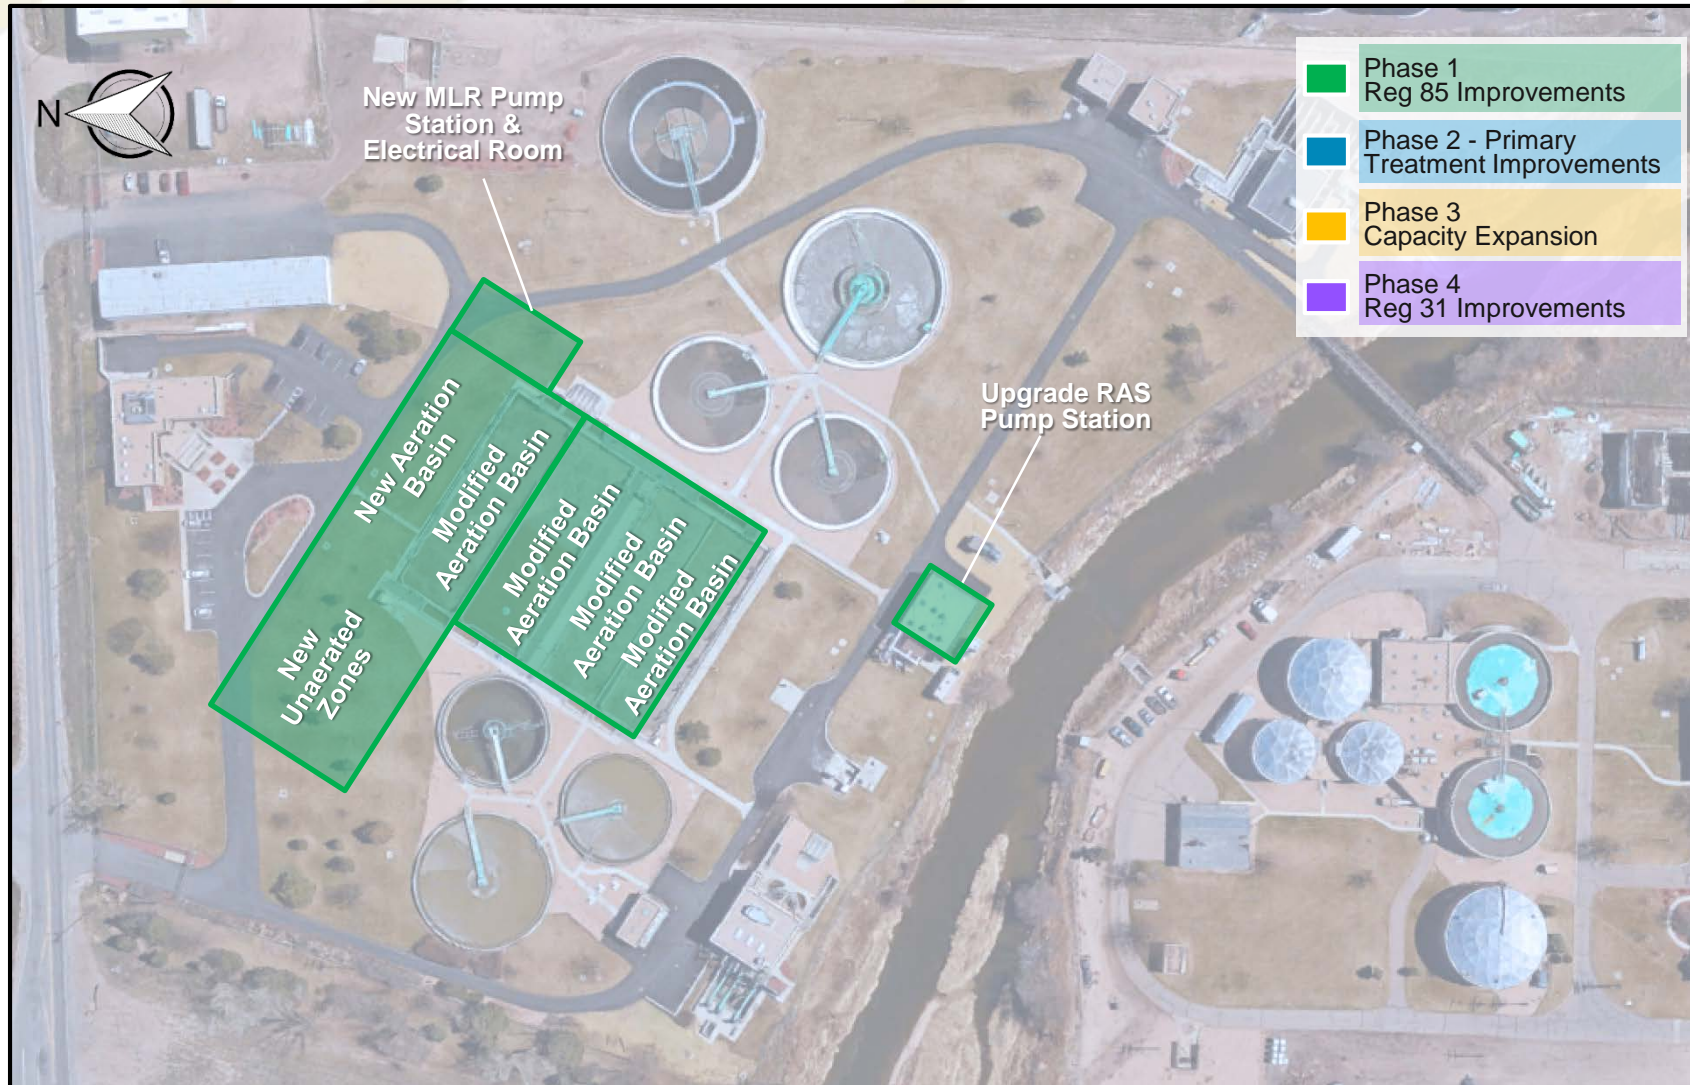 N
New MLR Pump
Station &
Electrical Room
Phase 1
Reg 85 Improvements
Phase 2 - Primary
Treatment Improvements
Phase 3
Capacity Expansion
Phase 4
Reg 31 Improvements
Upgrade RAS
Pump Station
New Aeration
Basin
Modified
Aeration Basin
Modified
Aeration Basin
Modified
Aeration Basin
Modified
Aeration Basin
New
Unaerated
Zones